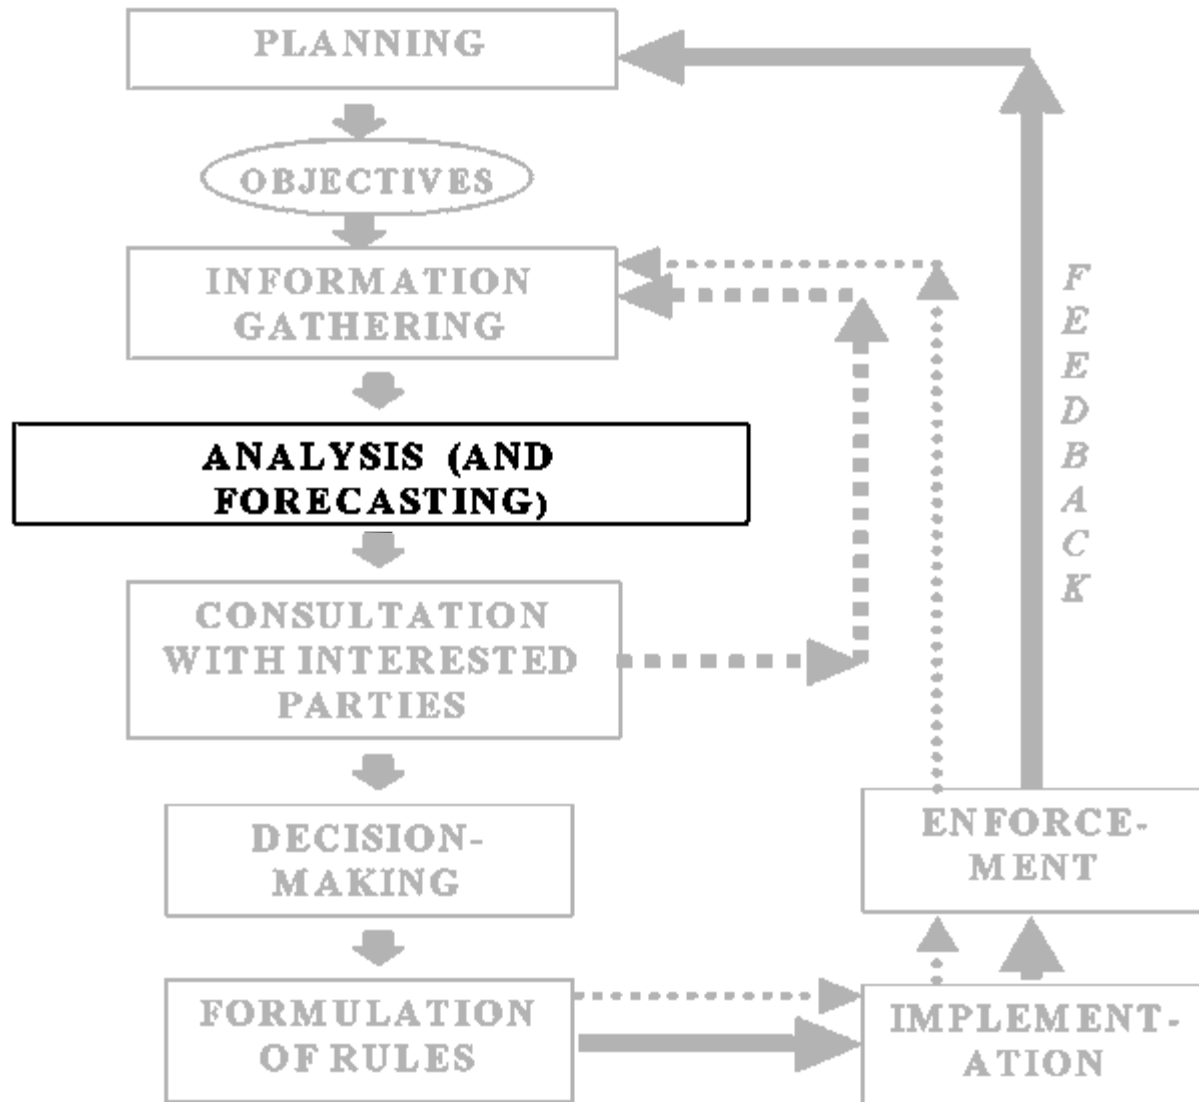 PLANNING
OBJECTIVES
INFORMATION
GATHERING
ANALYSIS (AND
FORECASTING)
CONSULTATION
WITH INTERESTED
PARTIES
DECISION-
MAKING
FORMULATION
OF RULES
IMPLEMENT-
ATION
ENFORCE-
MENT
FEEDBACK